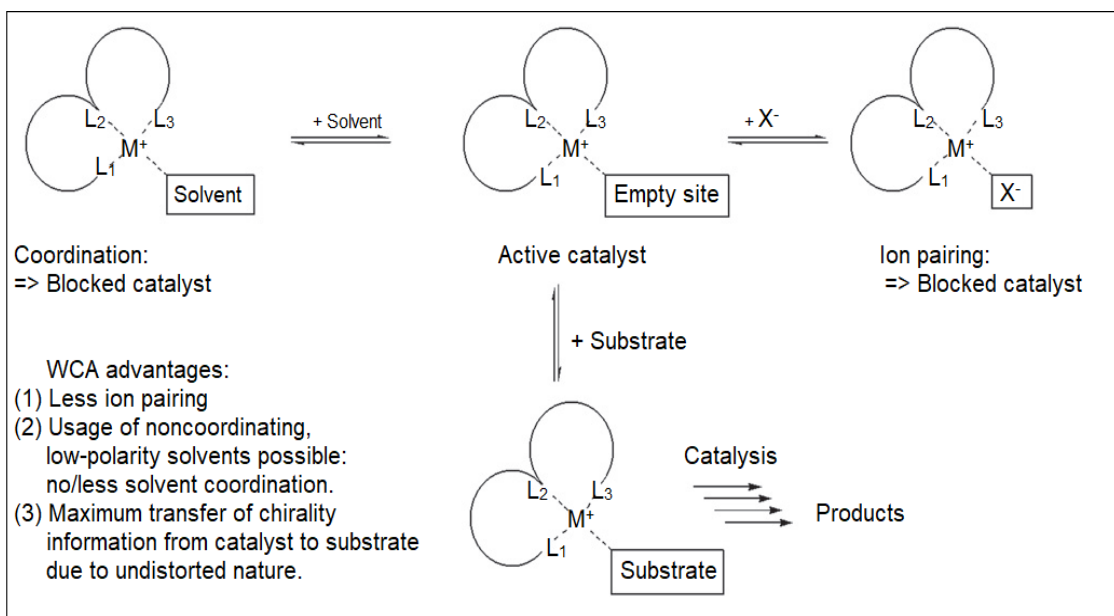 L2 L3
M+
L1
Solvent
+ Solvent
L2 L3
M+
L1
Empty site
+ X-
L2 L3
M+
L1
X-
Coordination:
=> Blocked catalyst
Active catalyst
Ion pairing:
=> Blocked catalyst
+ Substrate
WCA advantages:
(1) Less ion pairing
(2) Usage of noncoordinating,
low-polarity solvents possible:
no/less solvent coordination.
(3) Maximum transfer of chirality
information from catalyst to substrate
due to undistorted nature.
L2 L3
M+
L1
Substrate
Catalysis
Products